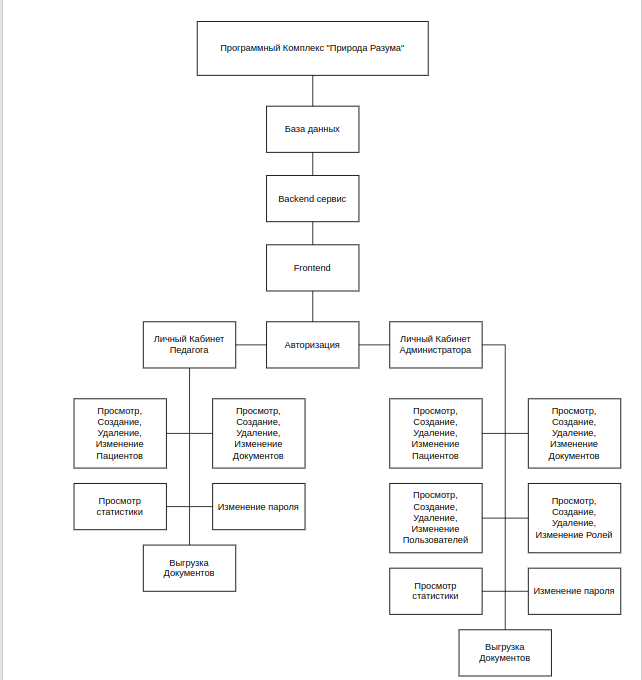 Программный Комплекс "Природа Разума"
База данных
Backend сервис
Frontend
Личный Кабинет
Педагога
Авторизация
Личный Кабинет
Администратора
Просмотр,
Создание,
Удаление,
Изменение
Пациентов
Просмотр,
Создание,
Удаление,
Изменение
Документов
Просмотр
статистики
Изменение пароля
Выгрузка
Документов
Просмотр,
Создание,
Удаление,
Изменение
Пациентов
Просмотр,
Создание,
Удаление,
Изменение
Документов
Просмотр,
Создание,
Удаление,
Изменение
Пользователей
Просмотр,
Создание,
Удаление,
Изменение Ролей
Просмотр
статистики
Изменение пароля
Выгрузка
Документов